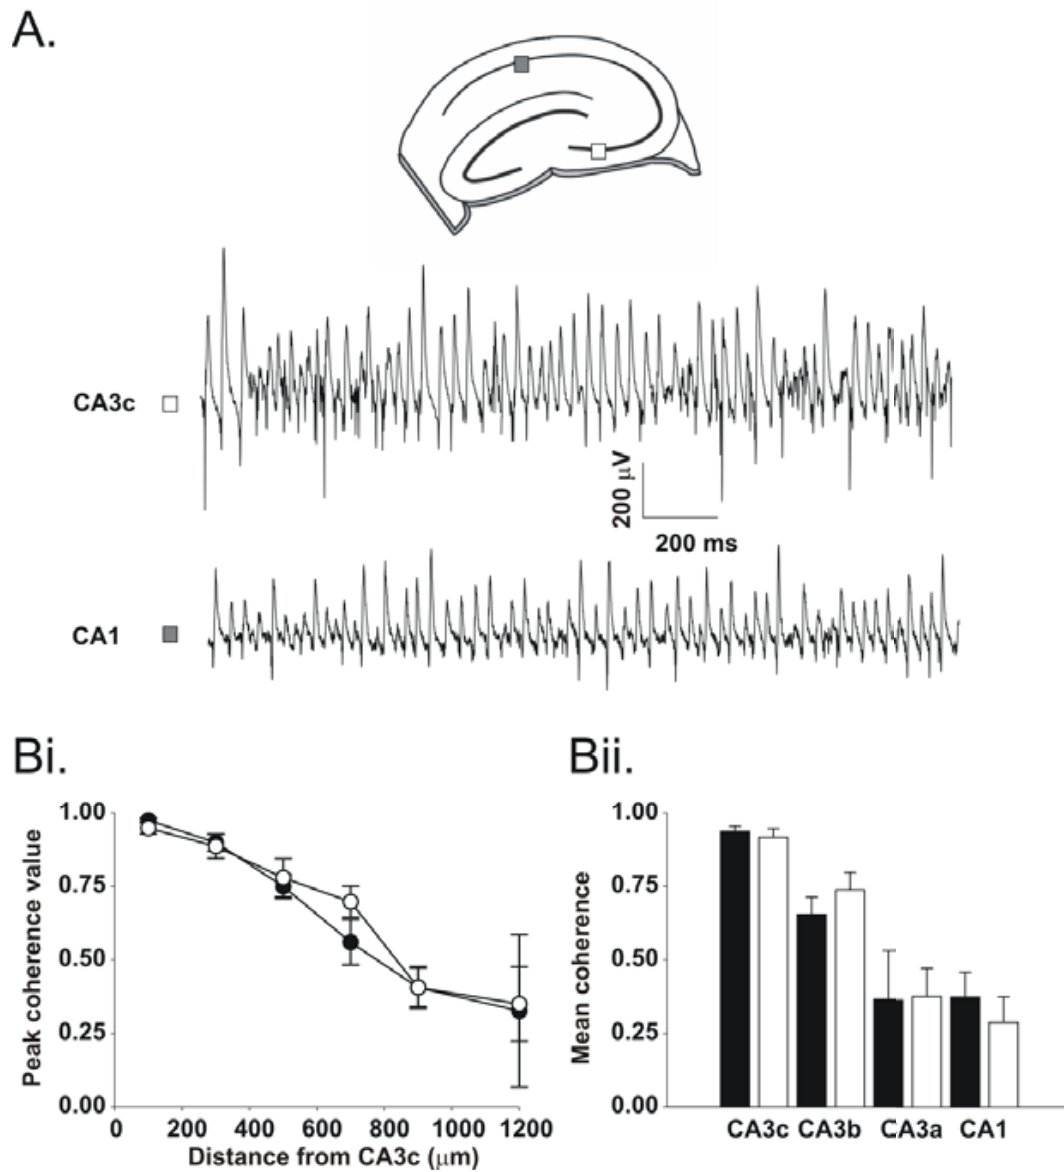 A.
CA3c
200 µV
200 ms
CA1
Bi.
Peak coherence value
1.00
0.75
0.50
0.25
0.00
0 200 400 600 800 1000 1200
Distance from CA3c (µm)
Bii.
Mean coherence
1.00
0.75
0.50
0.25
0.00
CA3c CA3b CA3a CA1